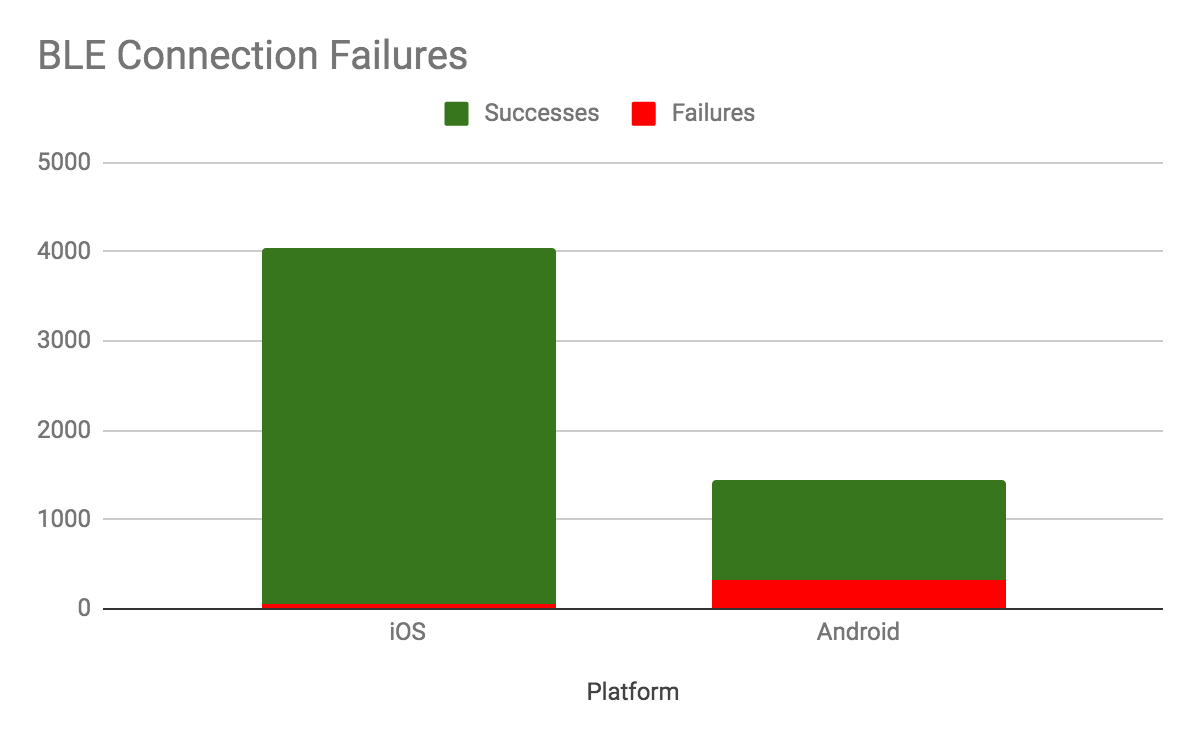 BLE Connection Failures
Successes Failures
5000
4000
3000
2000
1000
0
iOS Android
Platform